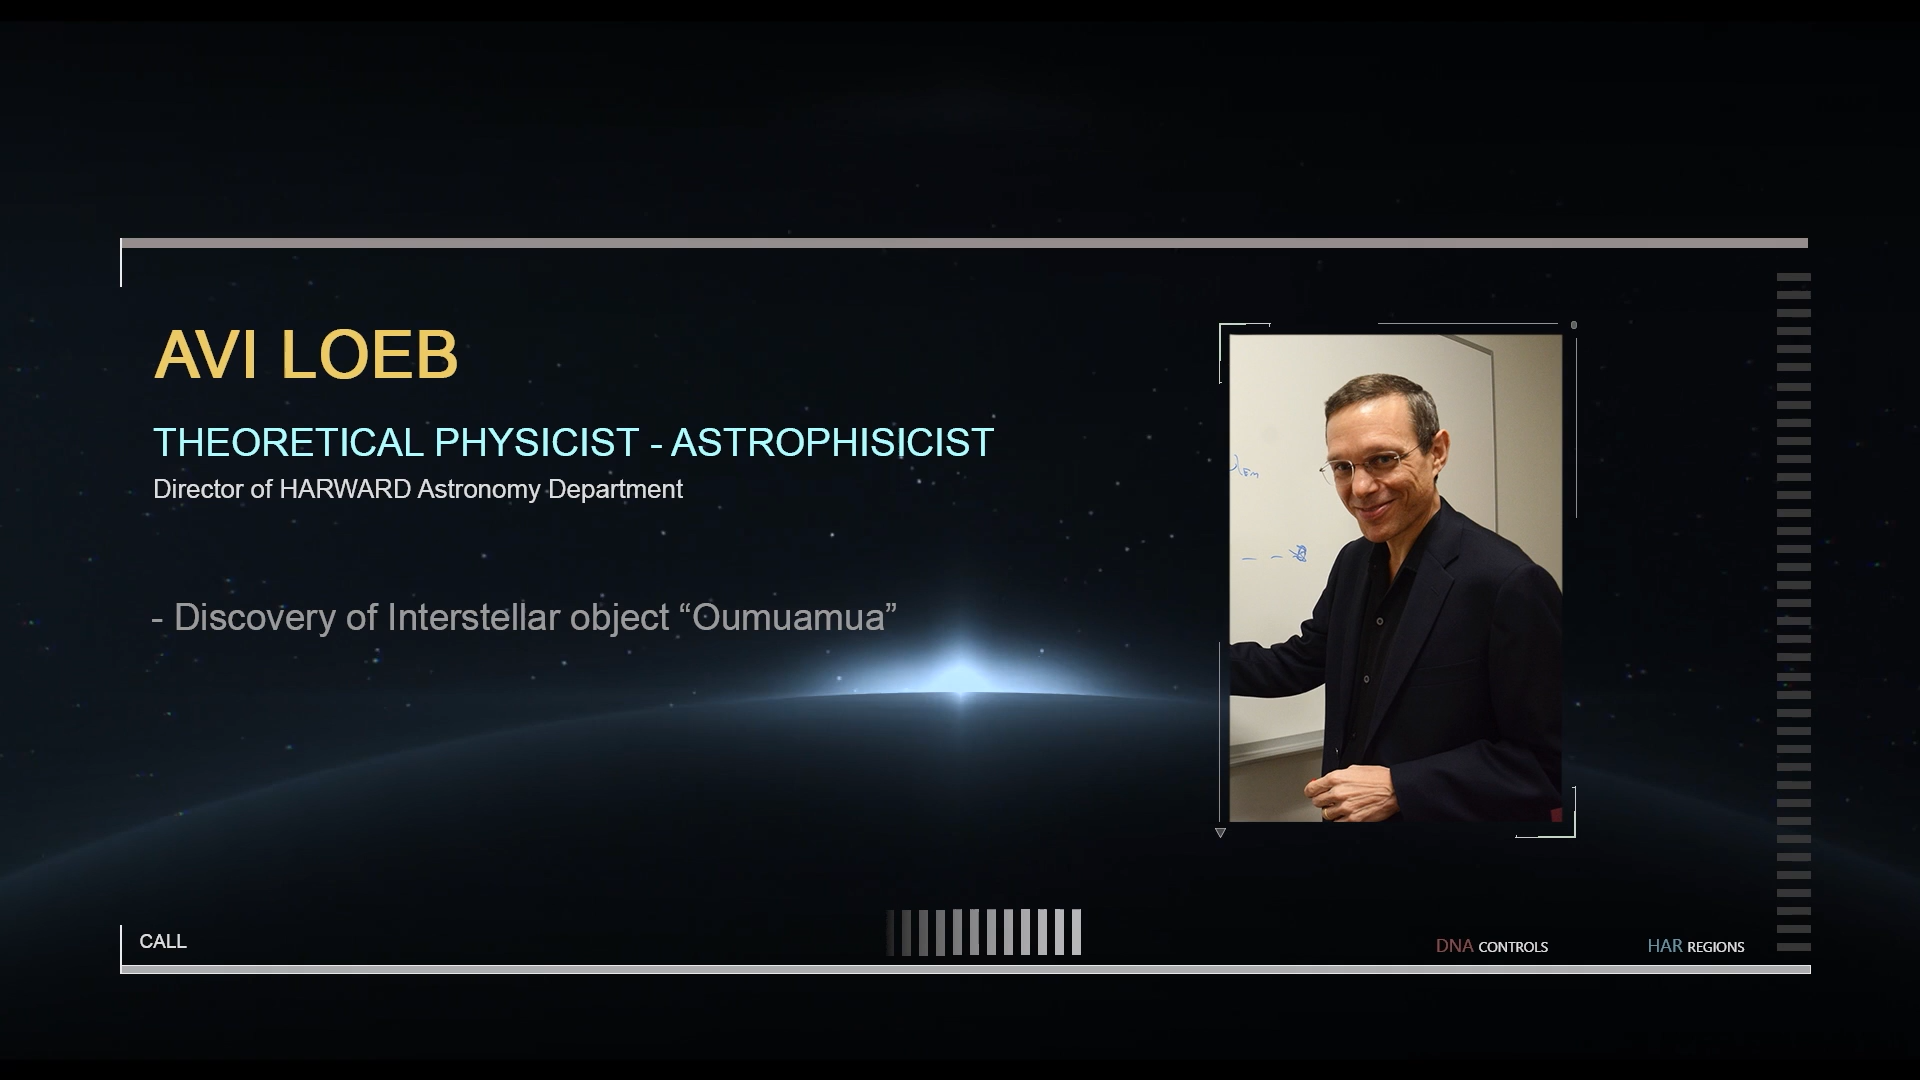 AVI LOEB
THEORETICAL PHYSICIST - ASTROPHISICIST
Director of HARWARD Astronomy Department
- Discovery of Interstellar object “Oumuamua”
CALL
DNA CONTROLS
HAR REGIONS